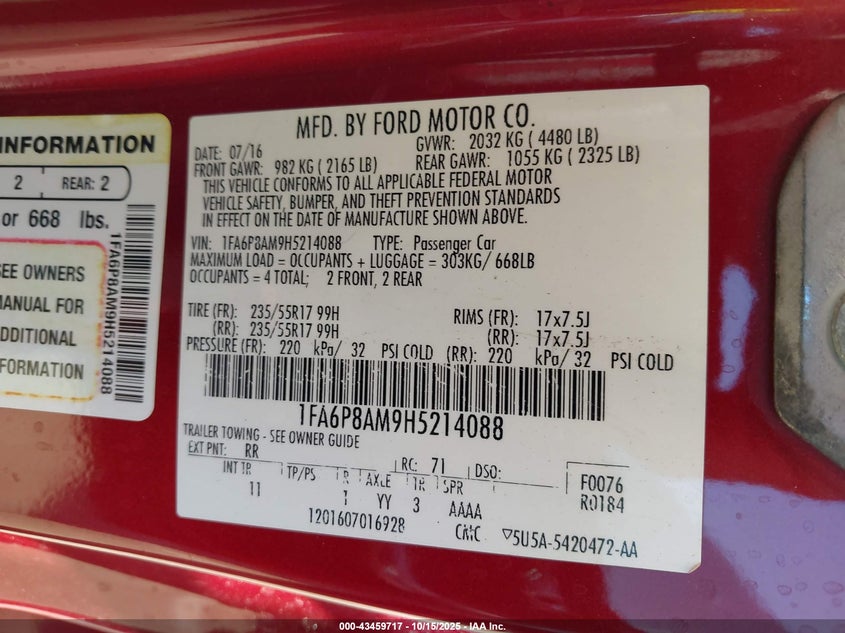 INFORMATION
2 REAR: 2
or 668 lbs.
SEE OWNERS
MANUAL FOR
ADDITIONAL
INFORMATION
1FA6P8AM9H5214088
MFD. BY FORD MOTOR CO.
DATE: 07/16 GVWR: 2032 KG ( 4480 LB)
FRONT GAWR: 982 KG ( 2165 LB) REAR GAWR: 1055 KG ( 2325 LB)
THIS VEHICLE CONFORMS TO ALL APPLICABLE FEDERAL MOTOR
VEHICLE SAFETY, BUMPER, AND THEFT PREVENTION STANDARDS
IN EFFECT ON THE DATE OF MANUFACTURE SHOWN ABOVE.
VIN: 1FA6P8AM9H5214088 TYPE: Passenger Car
MAXIMUM LOAD = OCCUPANTS + LUGGAGE = 303KG/ 668LB
OCCUPANTS = 4 TOTAL; 2 FRONT, 2 REAR
TIRE (FR): 235/55R17 99H RIMS (FR): 17x7.5J
(RR): 235/55R17 99H (RR): 17x7.5J
PRESSURE (FR): 220 kPa/ 32 PSI COLD (RR): 220 kPa/ 32 PSI COLD
1FA6P8AM9H5214088
TRAILER TOWING - SEE OWNER GUIDE
EXT PNT: RR RC: 71 DSO: F0076
INT TR TP/PS R AXLE TR SPR R0184
11 1 YY 3 AAAA
1201607016928 CMC ▽5U5A-5420472-AA
000-43459717 - 10/15/2025 - IAA Inc.